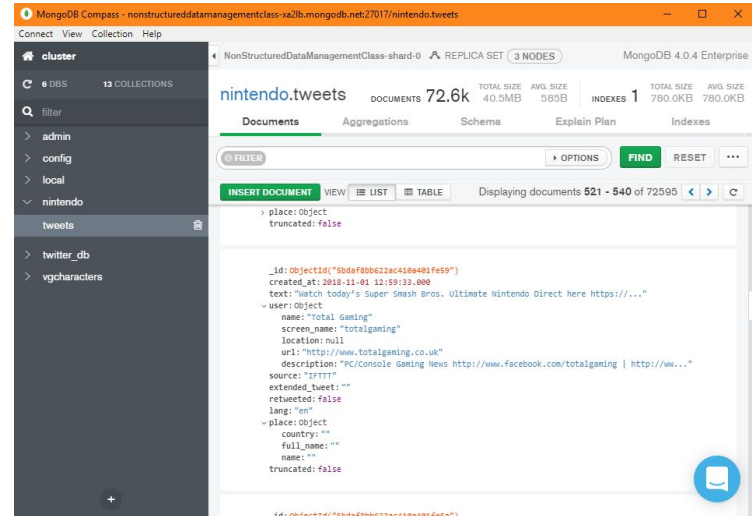 MongoDB Compass - nonstructureddatamanagementclass-xa2lb.mongodb.net:27017/nintendo.tweets
Connect View Collection Help
cluster
NonStructuredDataManagementClass-shard-0 REPLICA SET 3 NODES MongoDB 4.0.4 Enterprise
6 DBS 13 COLLECTIONS
filter
admin
config
local
nintendo
tweets
twitter_db
vgcharacters
nintendo.tweets DOCUMENTS 72.6k TOTAL SIZE 40.5MB AVG. SIZE 585B INDEXES 1 TOTAL SIZE 780.0KB AVG. SIZE 780.0KB
Documents Aggregations Schema Explain Plan Indexes
FILTER OPTIONS FIND RESET ...
INSERT DOCUMENT VIEW LIST TABLE Displaying documents 521 - 540 of 72595
place: Object
truncated: false
_id: ObjectId("5bdaf8bb622ac410a401fe59")
created_at: 2018-11-01 12:59:33.000
text: "Watch today's Super Smash Bros. Ultimate Nintendo Direct here https://..."
user: Object
name: "Total Gaming"
screen_name: "totalgaming"
location: null
url: "http://www.totalgaming.co.uk"
description: "PC/Console Gaming News http://www.facebook.com/totalgaming | http://ww..."
source: "IFTTT"
extended_tweet: ""
retweeted: false
lang: "en"
place: Object
country: ""
full_name: ""
name: ""
truncated: false
_id: ObjectId("5bdaf8bb622ac410a401fe5a")